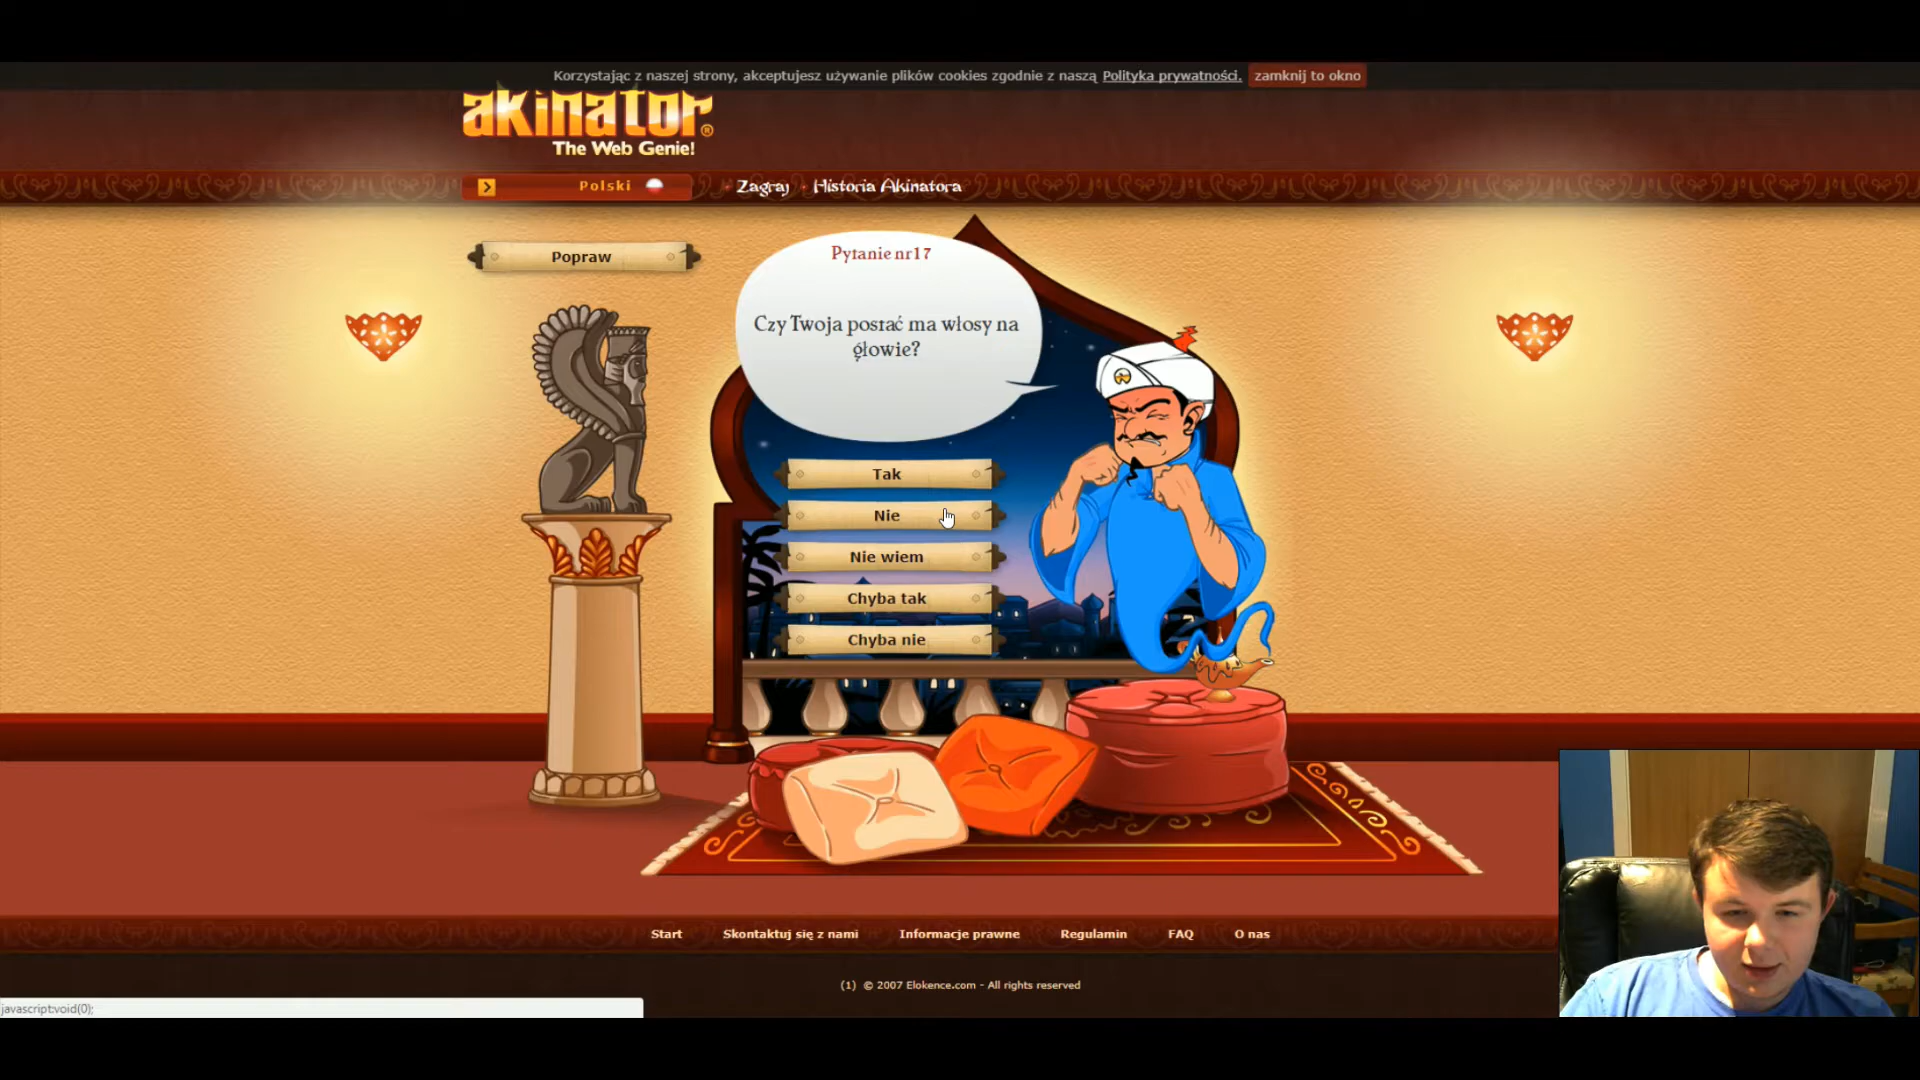 Korzystając z naszej strony, akceptujesz używanie plików cookies zgodnie z naszą Polityka prywatności. zamknij to okno
akinator®
The Web Genie!
Polski Zagraj Historia Akinatora
Popraw
Pytanie nr17
Czy Twoja postać ma włosy na
głowie?
Tak
Nie
Nie wiem
Chyba tak
Chyba nie
Start Skontaktuj się z nami Informacje prawne Regulamin FAQ O nas
(1) © 2007 Elokence.com - All rights reserved
javascript:void(0);